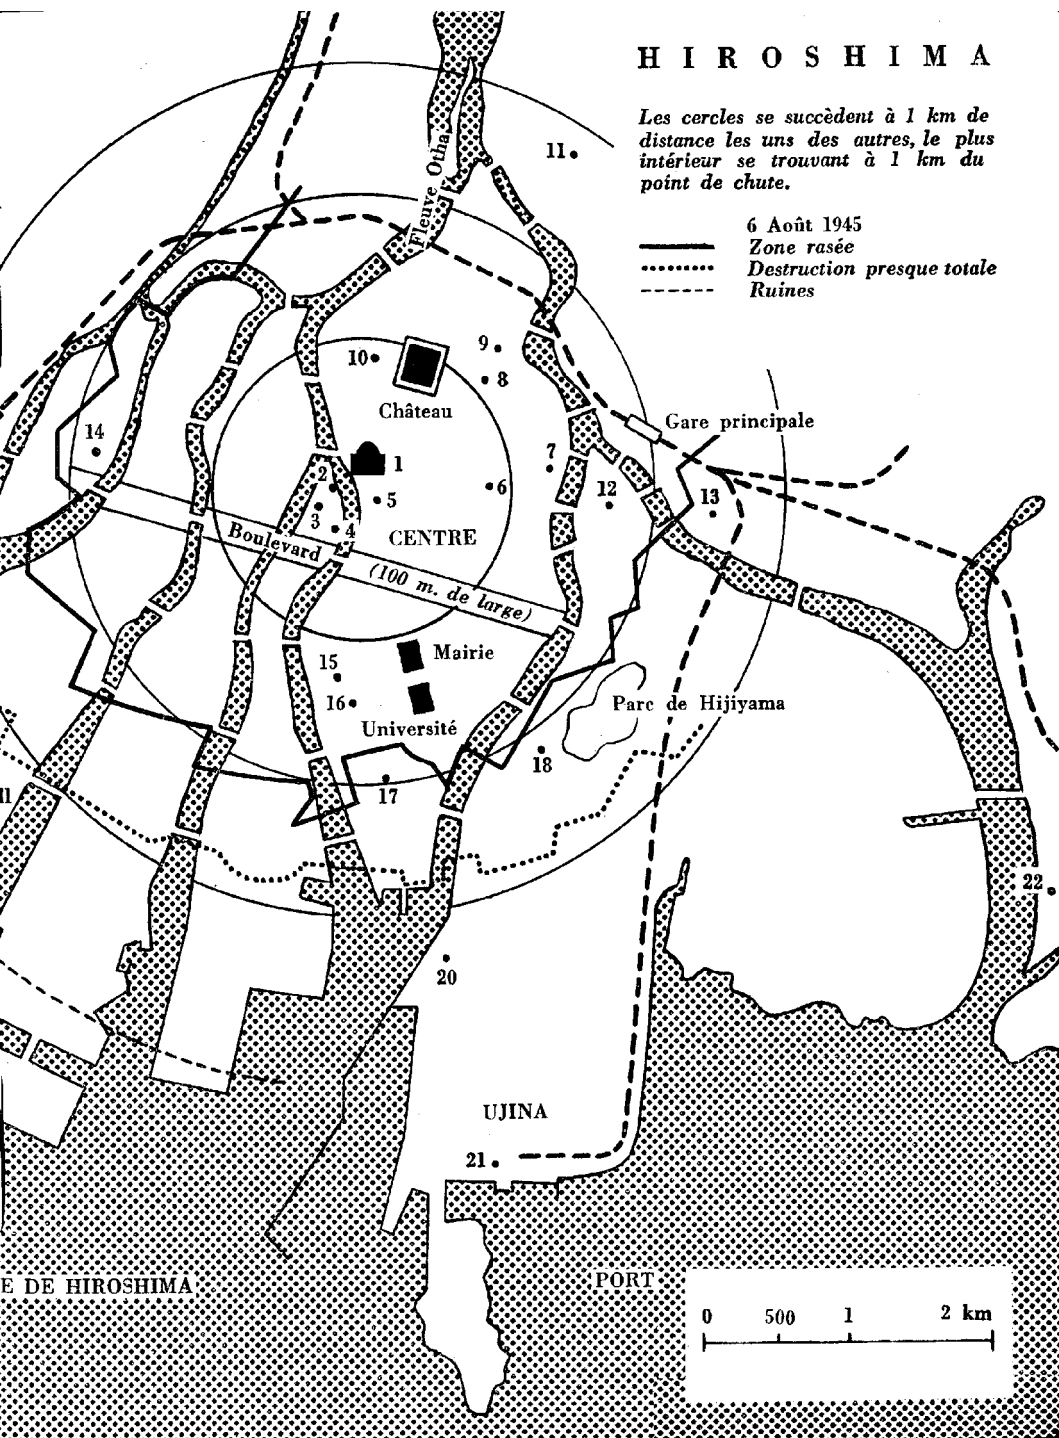 HIROSHIMA
Les cercles se succèdent à 1 km de
distance les uns des autres, le plus
intérieur se trouvant à 1 km du
point de chute.
6 Août 1945
Zone rasée
Destruction presque totale
Ruines
11
Fleuve Otha
10
9
8
Château
Gare principale
14
1
7
2
6
5
12
13
3
4
CENTRE
Boulevard
(100 m. de large)
15
Mairie
16
Parc de Hijiyama
Université
18
17
22
20
UJINA
21
E DE HIROSHIMA
PORT
0 500 1 2 km